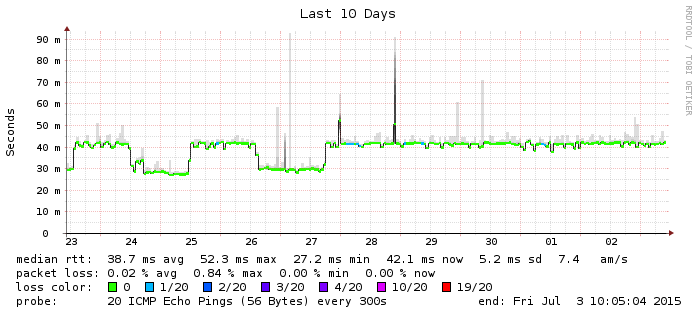 Last 10 Days
RRDTOOL / TOBI OETIKER
Seconds
90 m
80 m
70 m
60 m
50 m
40 m
30 m
20 m
10 m
0
23 24 25 26 27 28 29 30 01 02
median rtt: 38.7 ms avg 52.3 ms max 27.2 ms min 42.1 ms now 5.2 ms sd 7.4 am/s
packet loss: 0.02 % avg 0.84 % max 0.00 % min 0.00 % now
loss color: 0 1/20 2/20 3/20 4/20 10/20 19/20
probe: 20 ICMP Echo Pings (56 Bytes) every 300s end: Fri Jul 3 10:05:04 2015